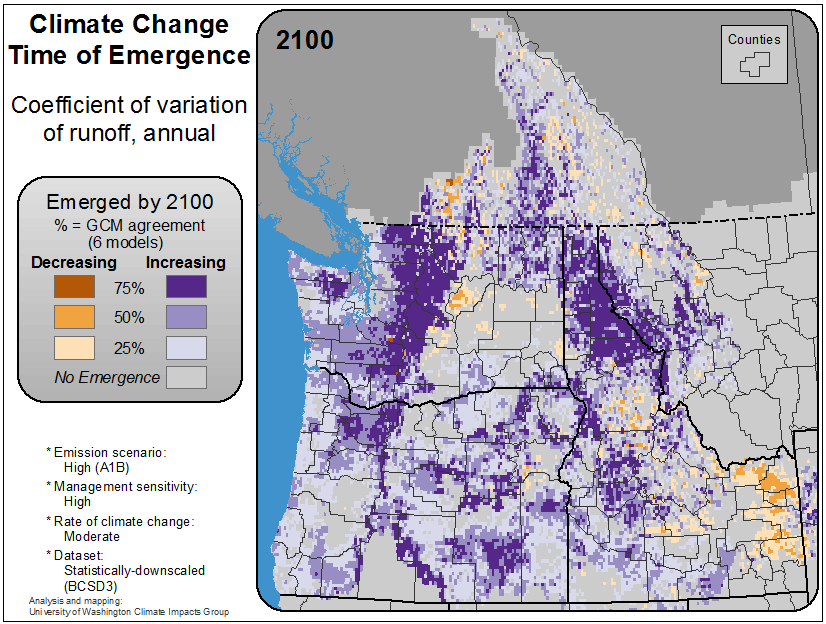 Climate Change
Time of Emergence
Coefficient of variation
of runoff, annual
Emerged by 2100
% = GCM agreement
(6 models)
Decreasing Increasing
75%
50%
25%
No Emergence
* Emission scenario:
High (A1B)
* Management sensitivity:
High
* Rate of climate change:
Moderate
* Dataset:
Statistically-downscaled
(BCSD3)
Analysis and mapping:
University of Washington Climate Impacts Group
2100
Counties